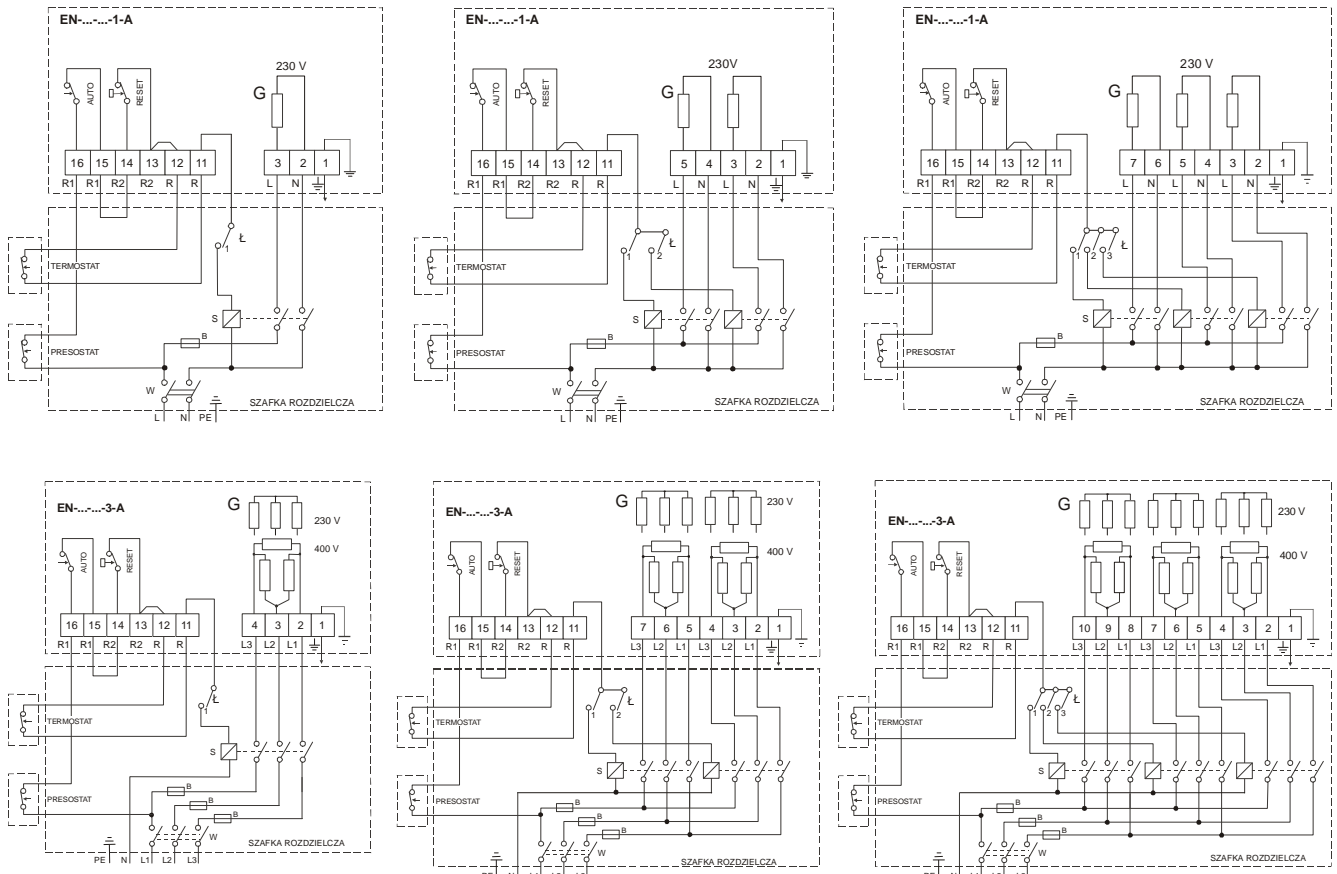 EN-...-...-1-A
230 V
G
AUTO
RESET
16 15 14 13 12 11 3 2 1
R1 R1 R2 R2 R R L N
1 Ł
TERMOSTAT
S
B
PRESOSTAT
W
SZAFKA ROZDZIELCZA
L N PE
EN-...-...-1-A
230V
G
AUTO
RESET
16 15 14 13 12 11 5 4 3 2 1
R1 R1 R2 R2 R R L N L N
1 2 Ł
TERMOSTAT
S
B
PRESOSTAT
W
SZAFKA ROZDZIELCZA
L N PE
EN-...-...-1-A
230 V
G
AUTO
RESET
16 15 14 13 12 11 7 6 5 4 3 2 1
R1 R1 R2 R2 R R L N L N L N
1 2 3 Ł
TERMOSTAT
S
B
PRESOSTAT
W
SZAFKA ROZDZIELCZA
L N PE
EN-...-...-3-A
G
230 V
400 V
AUTO
RESET
16 15 14 13 12 11 4 3 2 1
R1 R1 R2 R2 R R L3 L2 L1
1 Ł
TERMOSTAT
S
B
PRESOSTAT
B
B
W
SZAFKA ROZDZIELCZA
PE N L1 L2 L3
EN-...-...-3-A
G
230 V
400 V
AUTO
RESET
16 15 14 13 12 11 7 6 5 4 3 2 1
R1 R1 R2 R2 R R L3 L2 L1 L3 L2 L1
1 2 Ł
TERMOSTAT
S
PRESOSTAT
B
B
B
W
SZAFKA ROZDZIELCZA
EN-...-...-3-A
G
230 V
400 V
AUTO
RESET
16 15 14 13 12 11 10 9 8 7 6 5 4 3 2 1
R1 R1 R2 R2 R R L3 L2 L1 L3 L2 L1 L3 L2 L1
1 2 3 Ł
TERMOSTAT
S
PRESOSTAT
B
B
B
W
SZAFKA ROZDZIELCZA